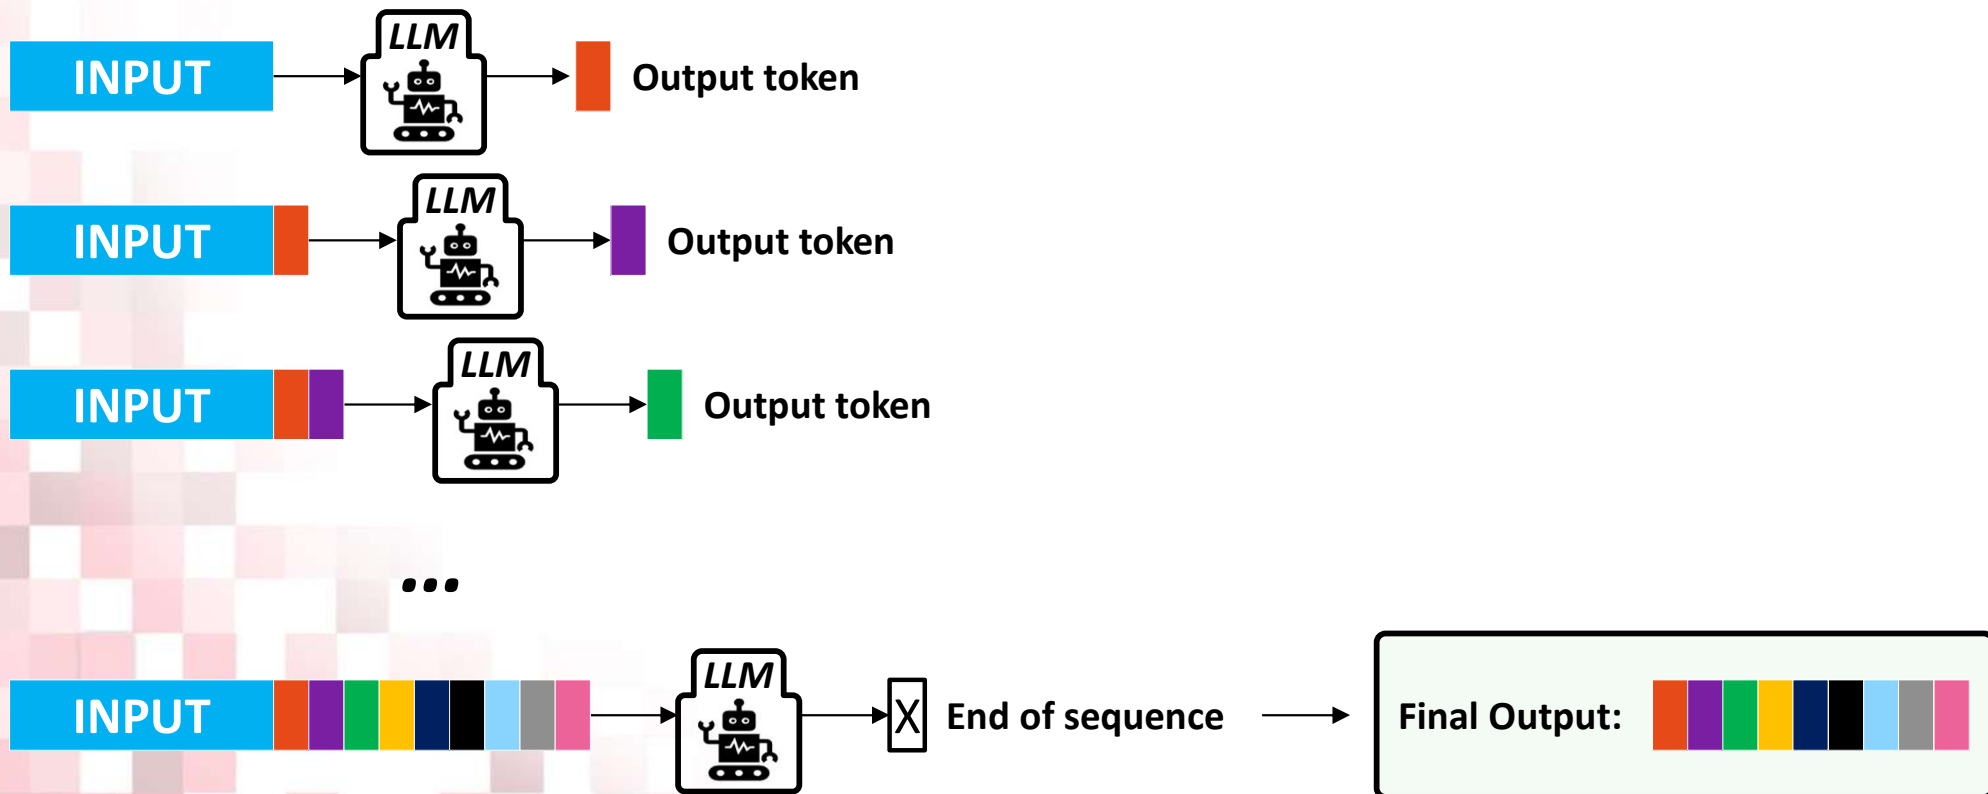 LLM
INPUT Output token
LLM
INPUT Output token
LLM
INPUT Output token
...
LLM
INPUT X End of sequence Final Output: